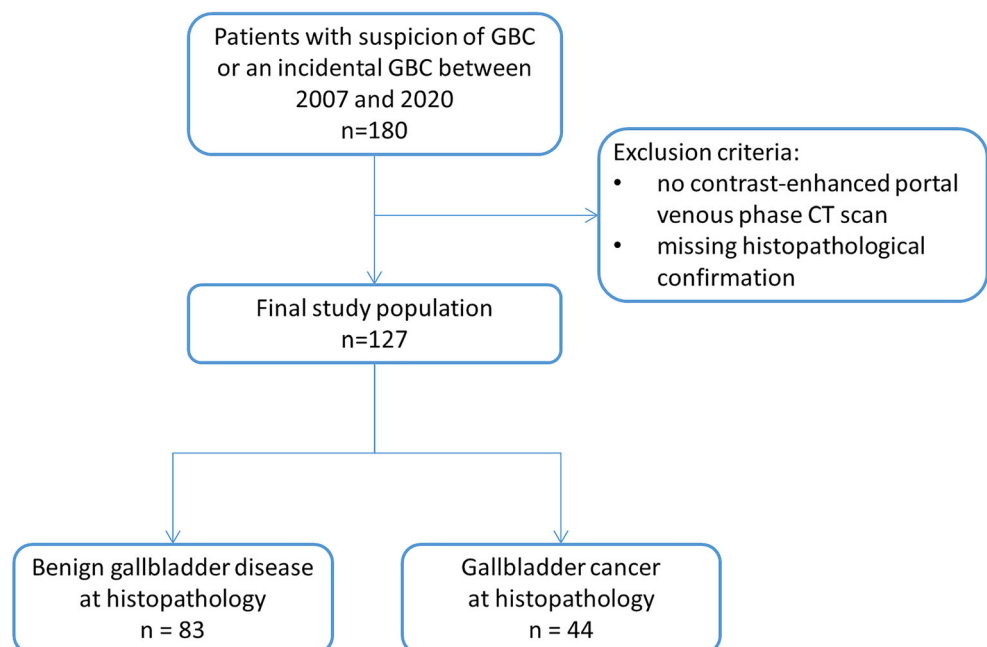 Patients with suspicion of GBC
or an incidental GBC between
2007 and 2020
n=180
Exclusion criteria:
• no contrast-enhanced portal
venous phase CT scan
• missing histopathological
confirmation
Final study population
n=127
Benign gallbladder disease
at histopathology
n = 83
Gallbladder cancer
at histopathology
n = 44